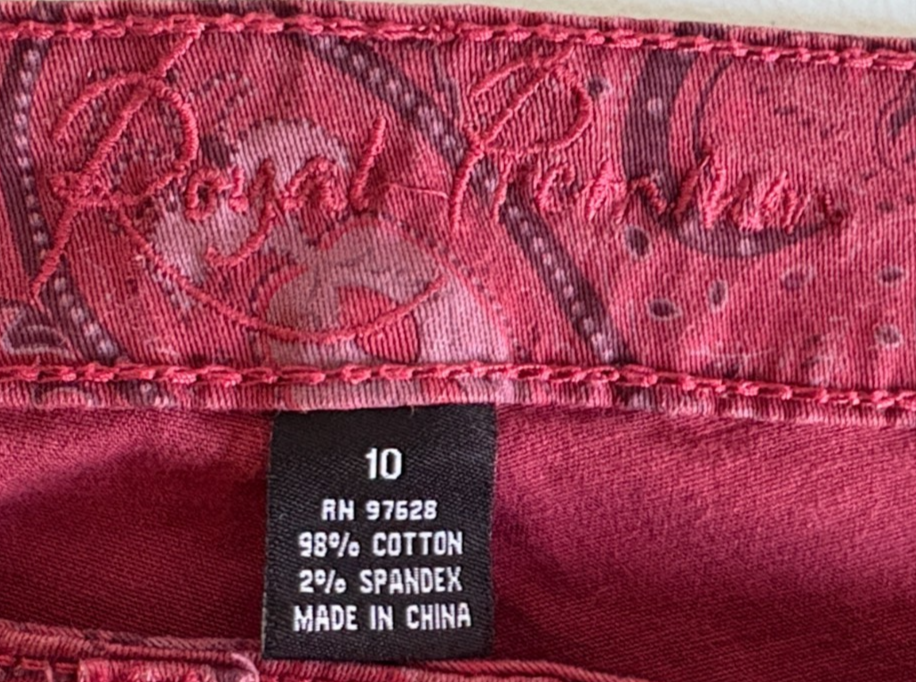 Royal Premium
10
RN 97628
98% COTTON
2% SPANDEX
MADE IN CHINA